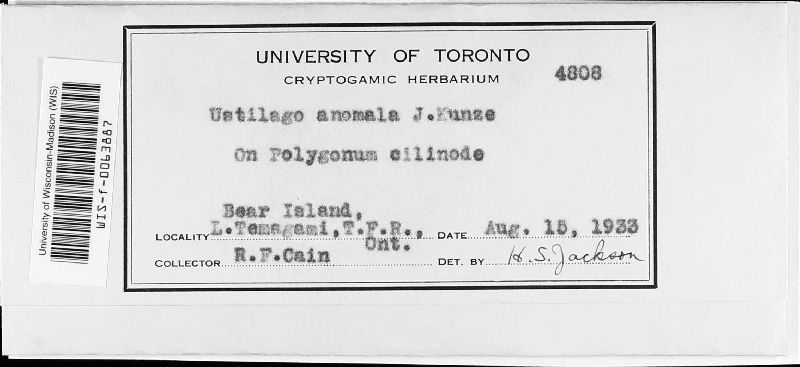 UNIVERSITY OF TORONTO
CRYPTOGAMIC HERBARIUM
4808
Ustilago anomala J.Kunze
On Polygonum cilinode
Bear Island,
LOCALITY L.Temagami,T.F.R.,
Ont.
DATE Aug. 15, 1933
COLLECTOR R.F.Cain
DET. BY H.S. Jackson
University of Wisconsin-Madison (WIS)
WIS-f-0063887